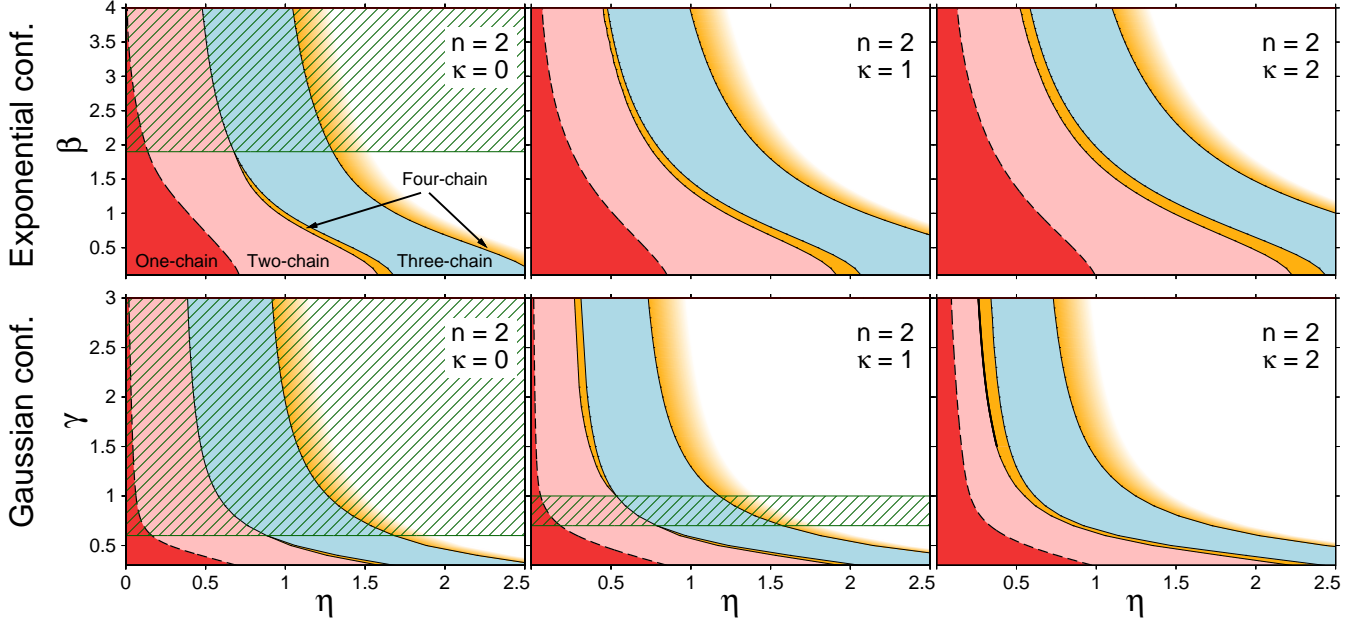 Exponential conf.
β
4
3.5
3
2.5
2
1.5
1
0.5
n = 2
κ = 0
Four-chain
One-chain
Two-chain
Three-chain
n = 2
κ = 1
n = 2
κ = 2
Gaussian conf.
γ
3
2.5
2
1.5
1
0.5
n = 2
κ = 0
n = 2
κ = 1
n = 2
κ = 2
0
0.5
1
1.5
2
2.5
η
0.5
1
1.5
2
2.5
η
0.5
1
1.5
2
2.5
η